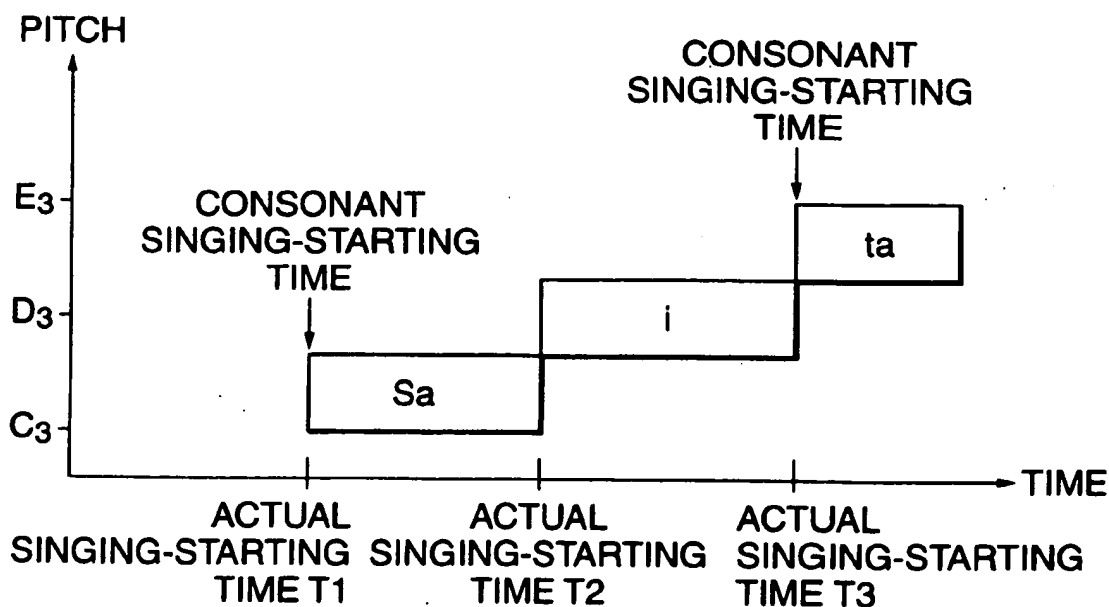 PITCH
CONSONANT
SINGING-STARTING
TIME
E3
CONSONANT
SINGING-STARTING
TIME
ta
D3
i
Sa
C3
TIME
ACTUAL
SINGING-STARTING
TIME T1
ACTUAL
SINGING-STARTING
TIME T2
ACTUAL
SINGING-STARTING
TIME T3